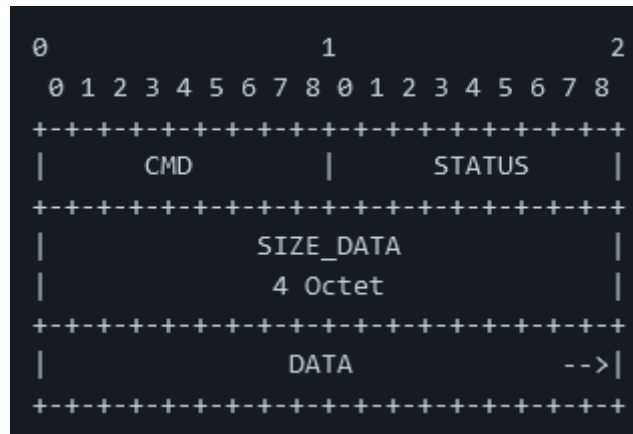 0                 1                 2
 0 1 2 3 4 5 6 7 8 0 1 2 3 4 5 6 7 8
+-+-+-+-+-+-+-+-+-+-+-+-+-+-+-+-+-+-+
|      CMD        |      STATUS     |
+-+-+-+-+-+-+-+-+-+-+-+-+-+-+-+-+-+-+
|             SIZE_DATA             |
|              4 Octet              |
+-+-+-+-+-+-+-+-+-+-+-+-+-+-+-+-+-+-+
|               DATA             -->|
+-+-+-+-+-+-+-+-+-+-+-+-+-+-+-+-+-+-+